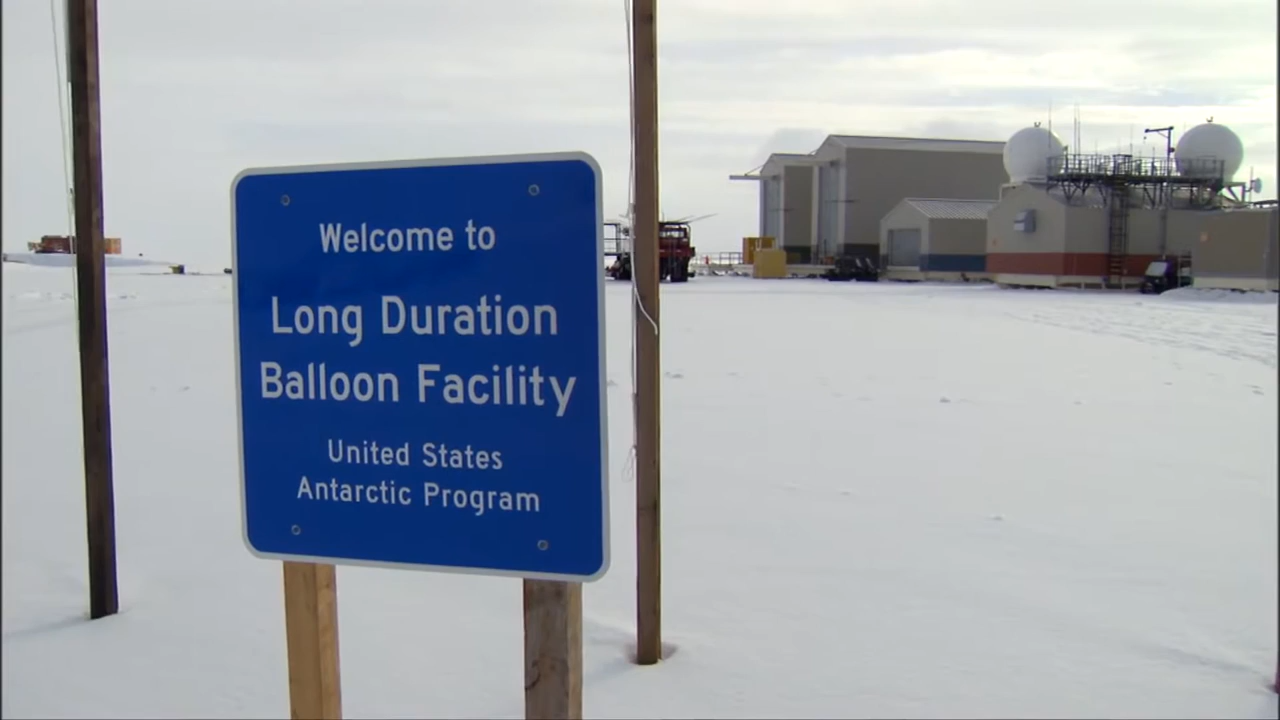 Welcome to
Long Duration
Balloon Facility
United States
Antarctic Program